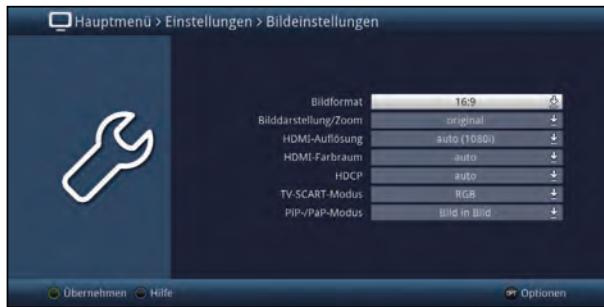 Hauptmenü > Einstellungen > Bildeinstellungen
Bildformat 16:9
Bilddarstellung/Zoom original
HDMI-Auflösung auto (1080i)
HDMI-Farbraum auto
HDCP auto
TV-SCART-Modus RGB
PiP-/PaP-Modus Bild in Bild
Übernehmen Hilfe OPT Optionen